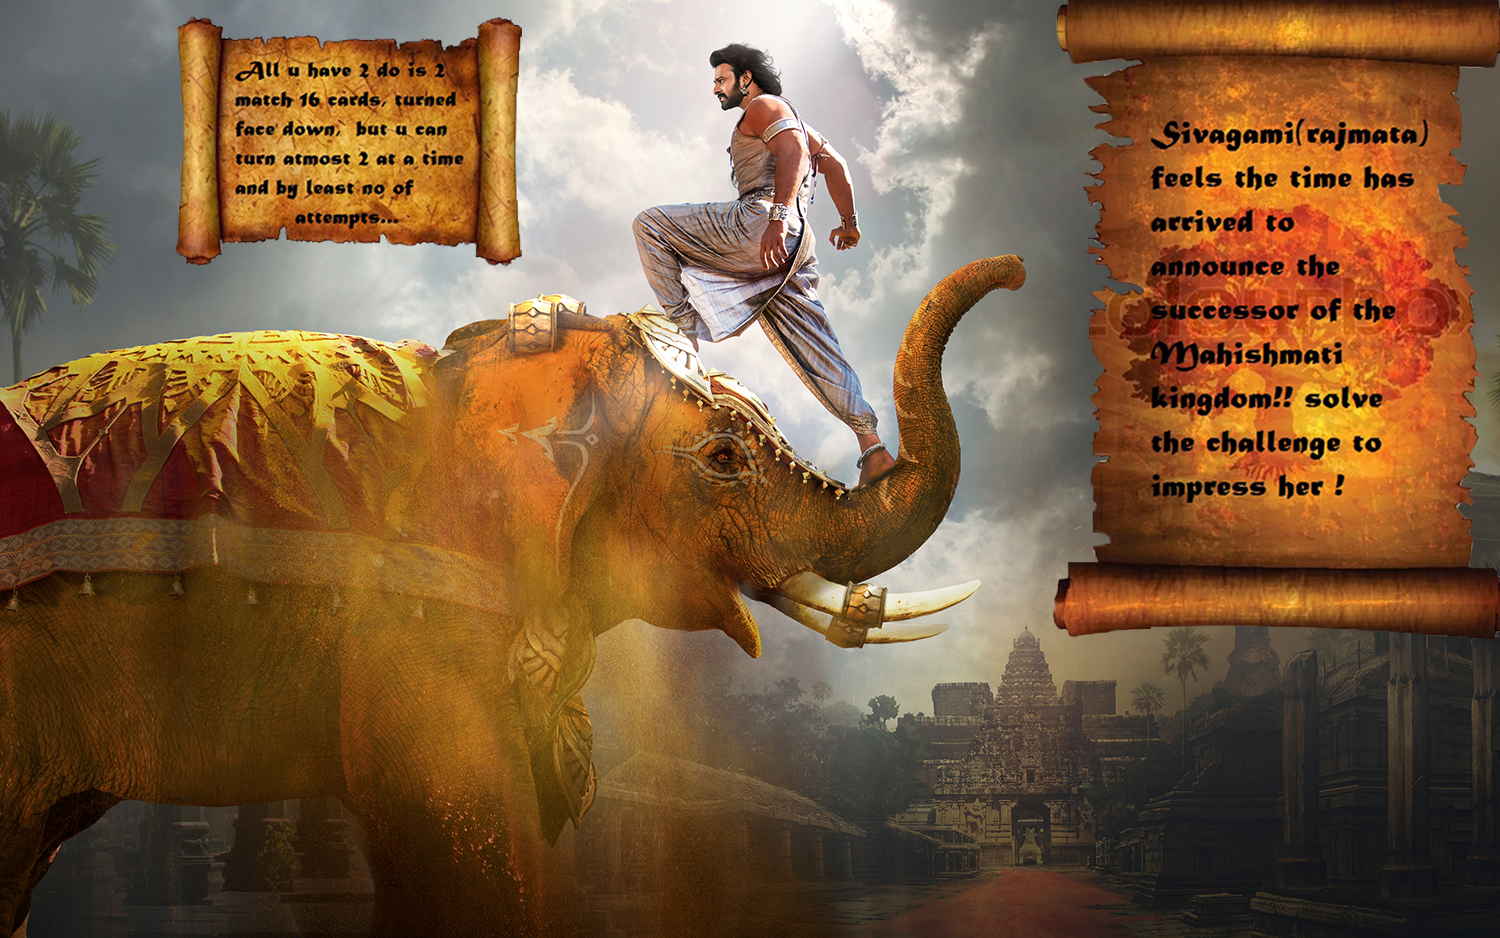 All u have 2 do is 2
match 16 cards, turned
face down, but u can
turn atmost 2 at a time
and by least no of
attempts...
Sivagami(rajmata)
feels the time has
arrived to
announce the
successor of the
Mahishmati
kingdom!! solve
the challenge to
impress her !